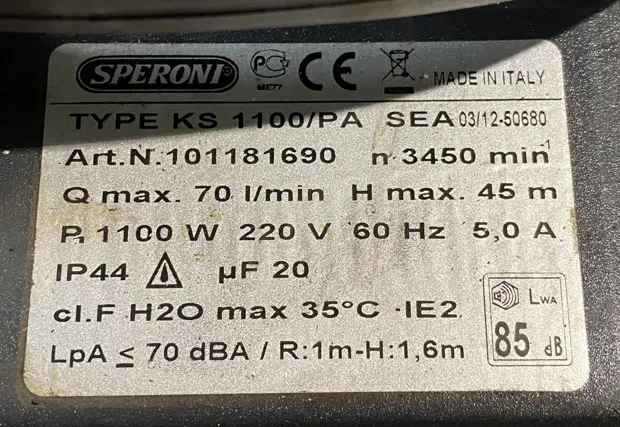 SPERONI PC ME77 CE MADE IN ITALY
TYPE KS 1100/PA SEA 03/12-50680
Art.N.101181690 n 3450 min-1
Q max. 70 l/min H max. 45 m
P1 1100 W 220 V 60 Hz 5,0 A
IP44 µF 20
cl.F H2O max 35°C -IE2
LWA
LpA ≤ 70 dBA / R:1m-H:1,6m
85 dB